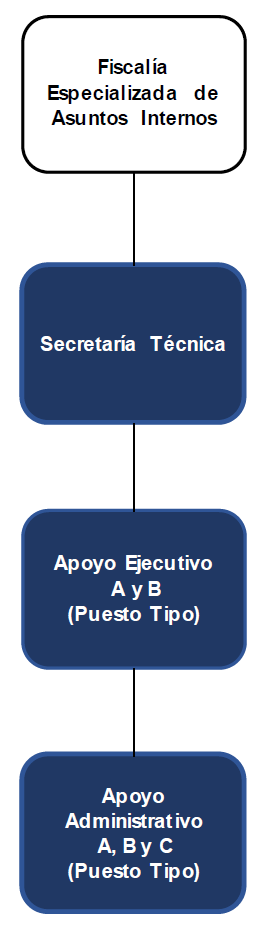 Fiscalía
Especializada de
Asuntos Internos
Secretaría Técnica
Apoyo Ejecutivo
A y B
(Puesto Tipo)
Apoyo
Administrativo
A, B y C
(Puesto Tipo)